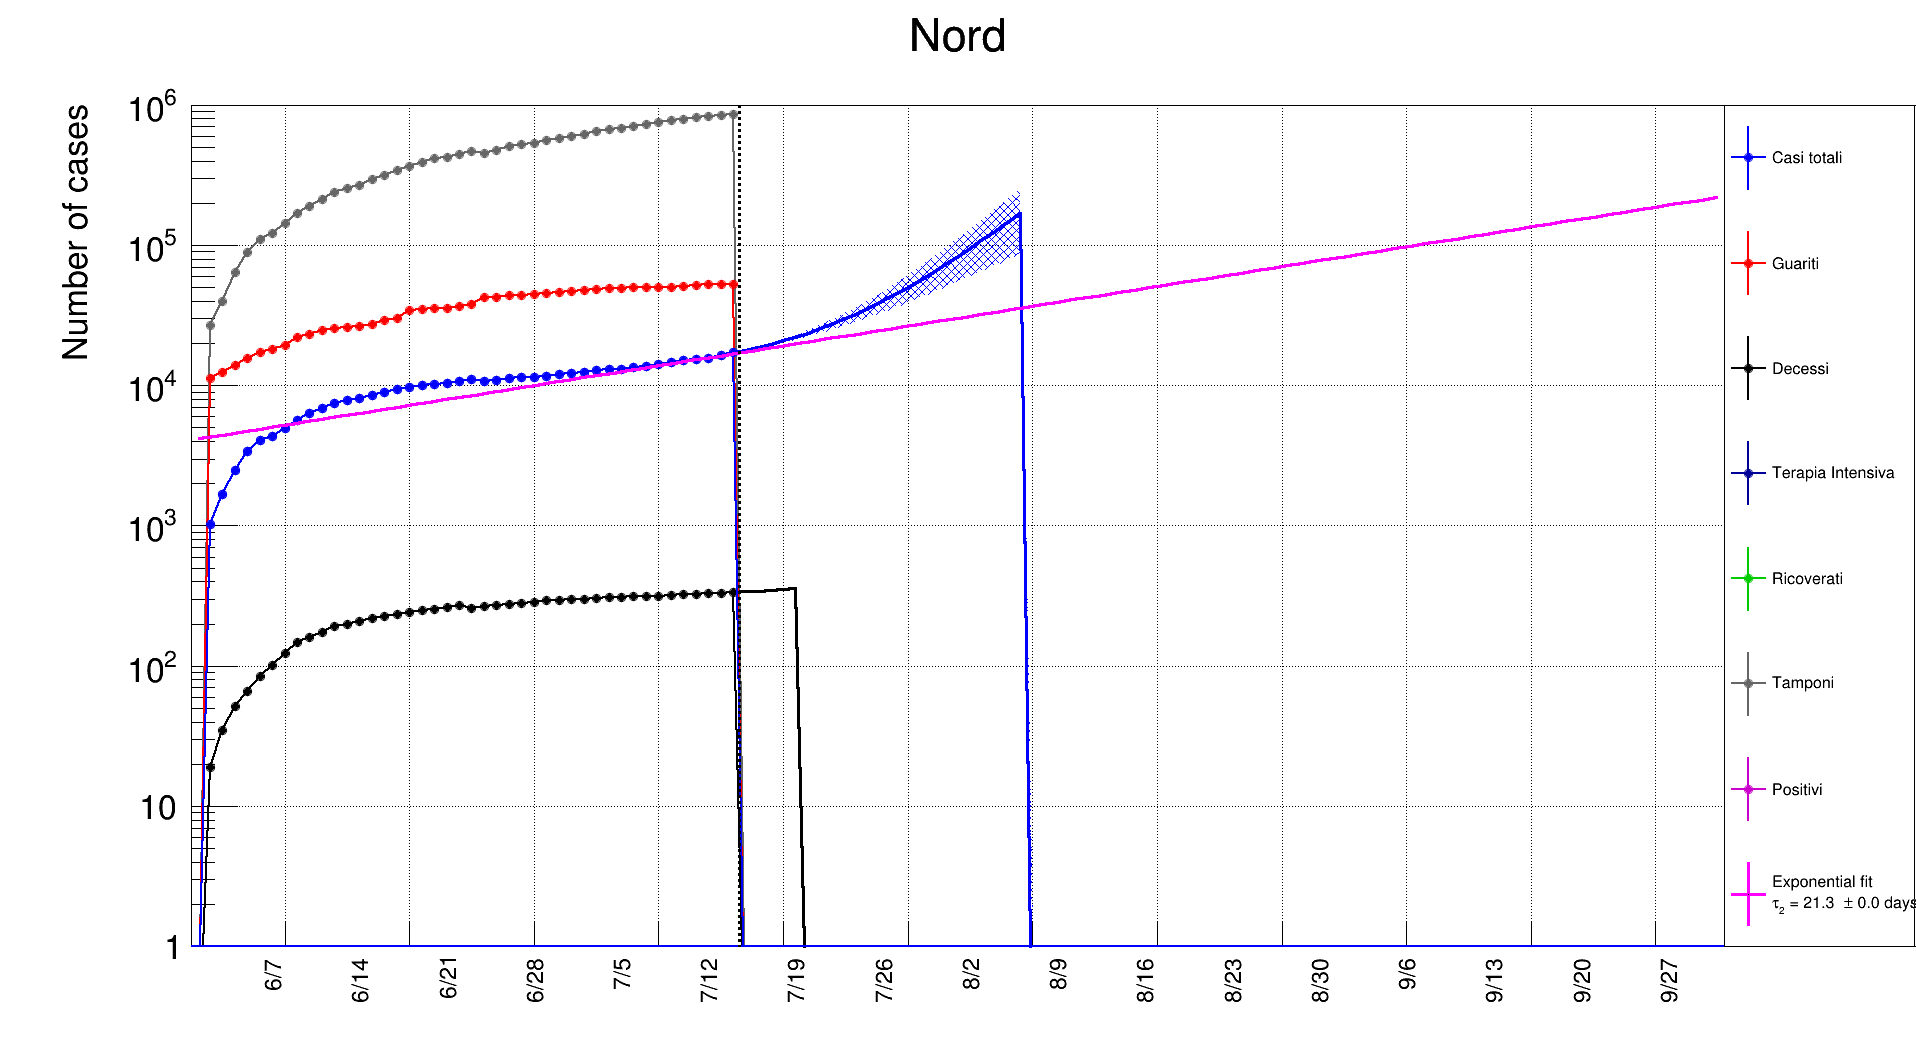 Nord
Number of cases
10^6
10^5
10^4
10^3
10^2
10
1
6/7 6/14 6/21 6/28 7/5 7/12 7/19 7/26 8/2 8/9 8/16 8/23 8/30 9/6 9/13 9/20 9/27
Casi totali
Guariti
Decessi
Terapia Intensiva
Ricoverati
Tamponi
Positivi
Exponential fit
τ₂ = 21.3 ± 0.0 days